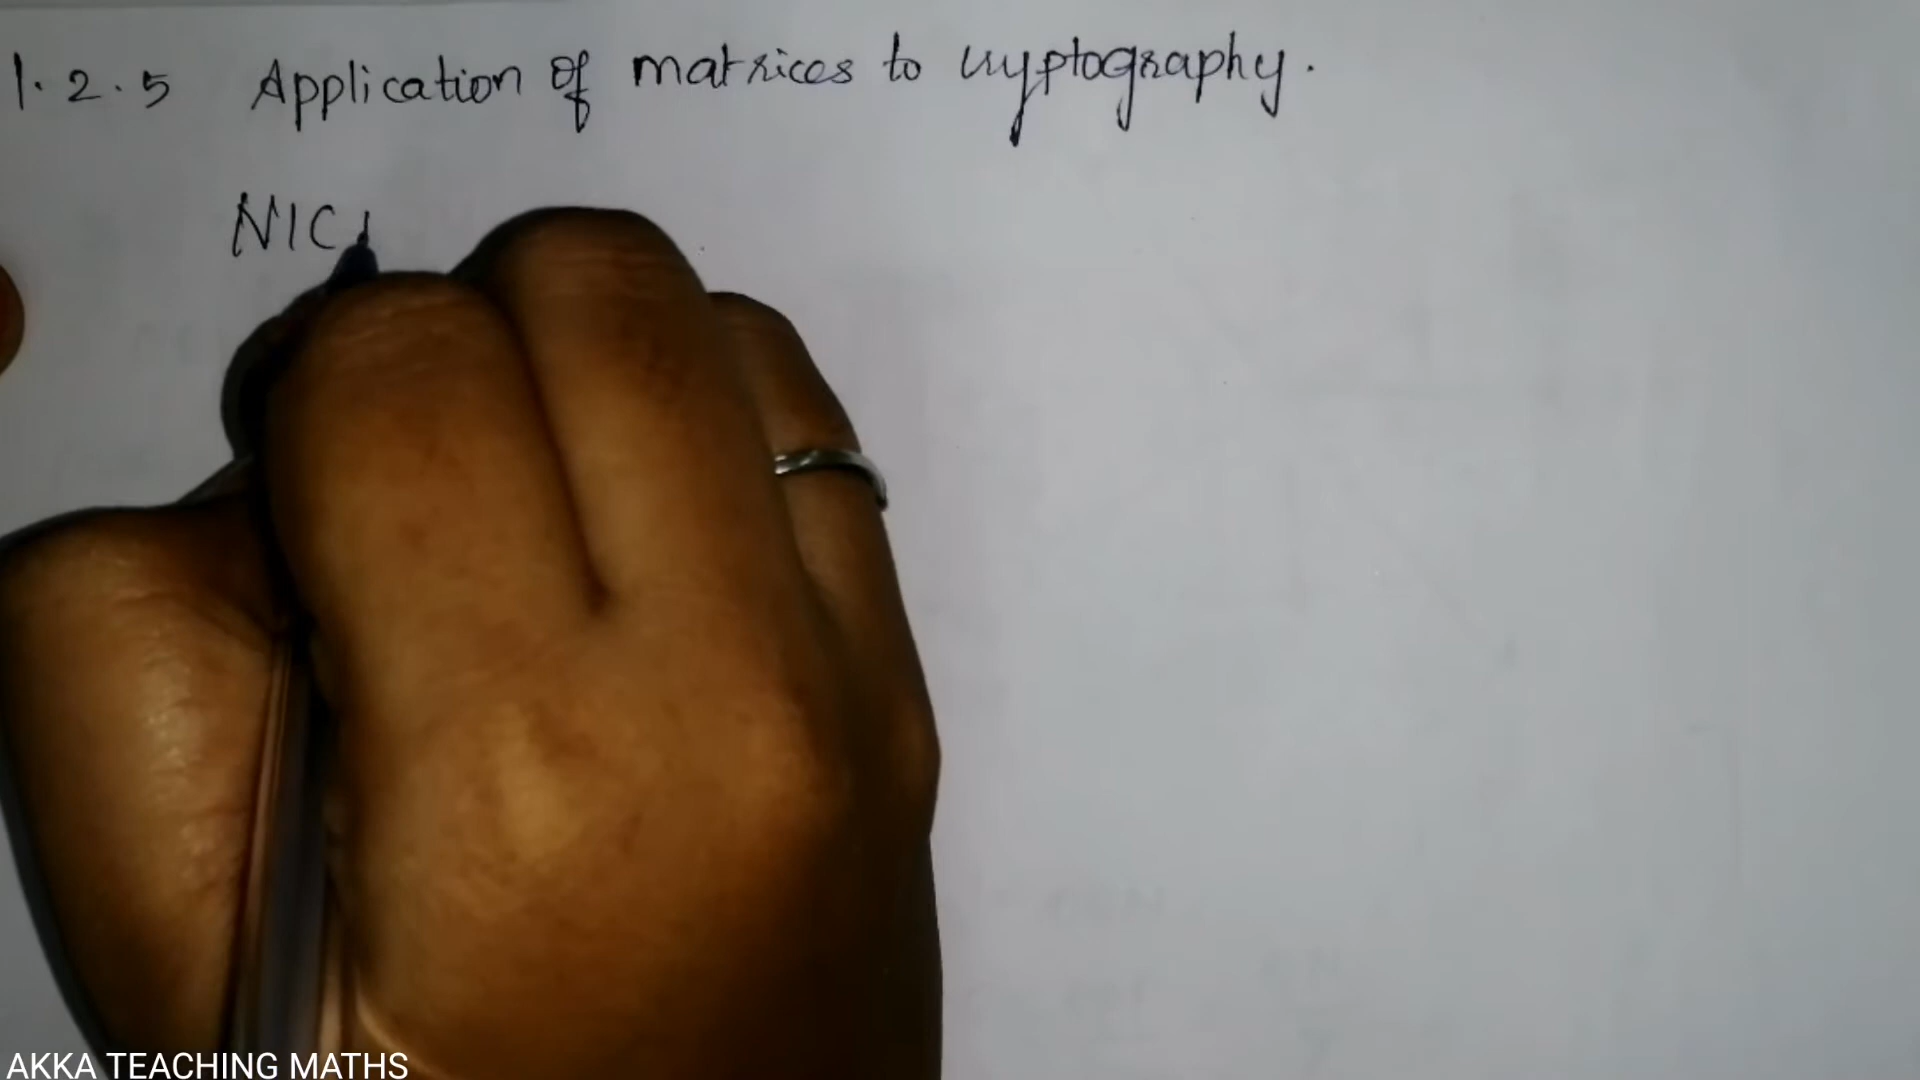 1.2.5 Application of matrices to cryptography.
NIC
AKKA TEACHING MATHS